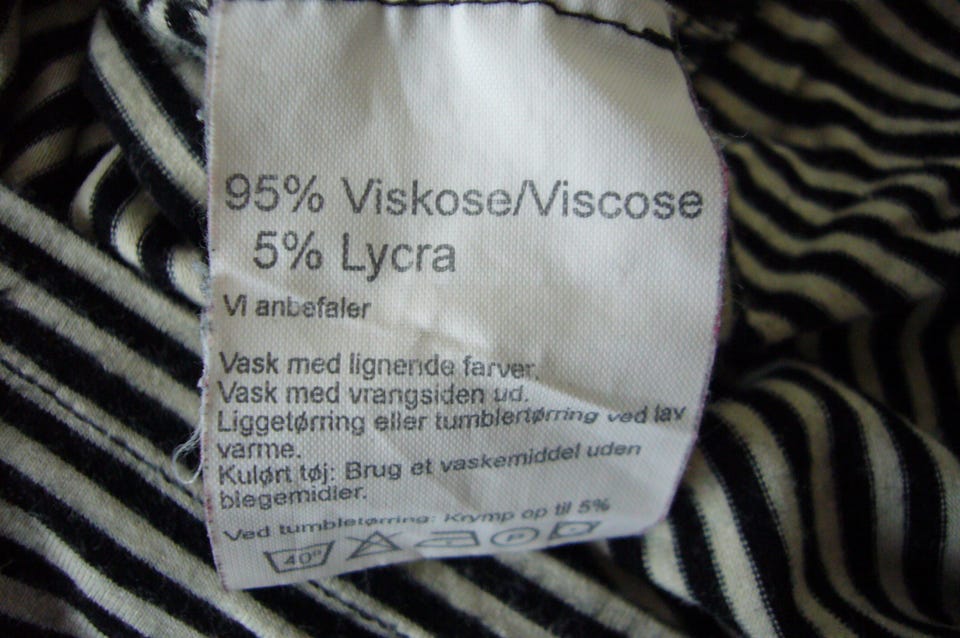 95% Viskose/Viscose
5% Lycra
Vi anbefaler
Vask med lignende farver.
Vask med vrangsiden ud.
Liggetørring eller tumblertørring ved lav
varme.
Kulørt tøj: Brug et vaskemiddel uden
blegemidler.
Ved tumbletørring: Krymp op til 5%
40° P